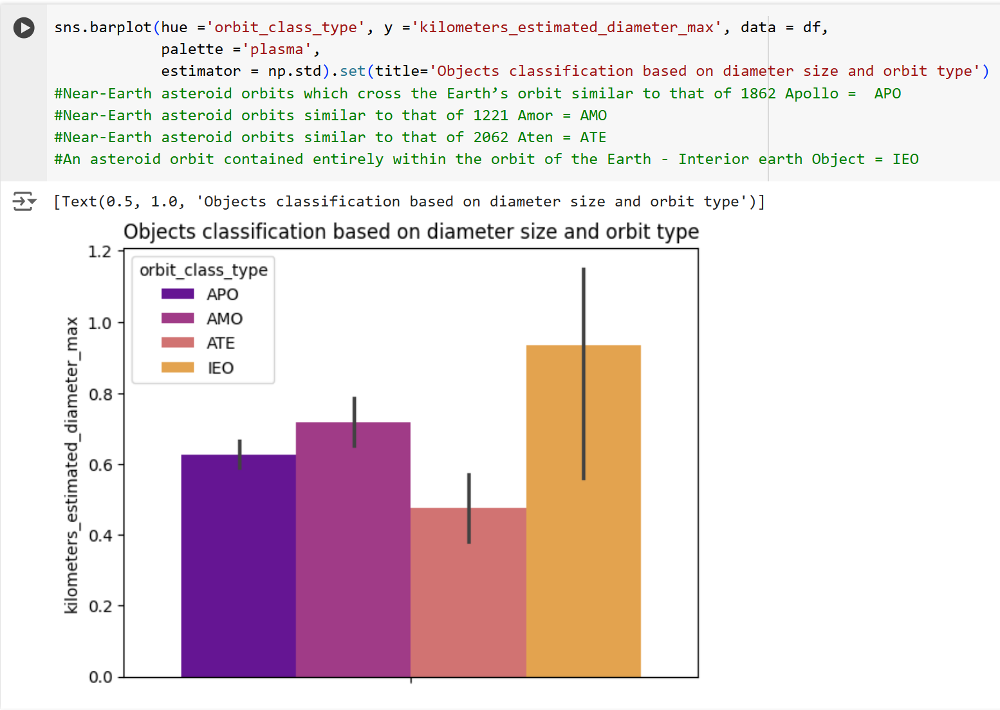 sns.barplot(hue ='orbit_class_type', y ='kilometers_estimated_diameter_max', data = df,
palette ='plasma',
estimator = np.std).set(title='Objects classification based on diameter size and orbit type')
#Near-Earth asteroid orbits which cross the Earth’s orbit similar to that of 1862 Apollo =  APO
#Near-Earth asteroid orbits similar to that of 1221 Amor = AMO
#Near-Earth asteroid orbits similar to that of 2062 Aten = ATE
#An asteroid orbit contained entirely within the orbit of the Earth - Interior earth Object = IEO
[Text(0.5, 1.0, 'Objects classification based on diameter size and orbit type')]
Objects classification based on diameter size and orbit type
kilometers_estimated_diameter_max
1.2
1.0
0.8
0.6
0.4
0.2
0.0
orbit_class_type
APO
AMO
ATE
IEO